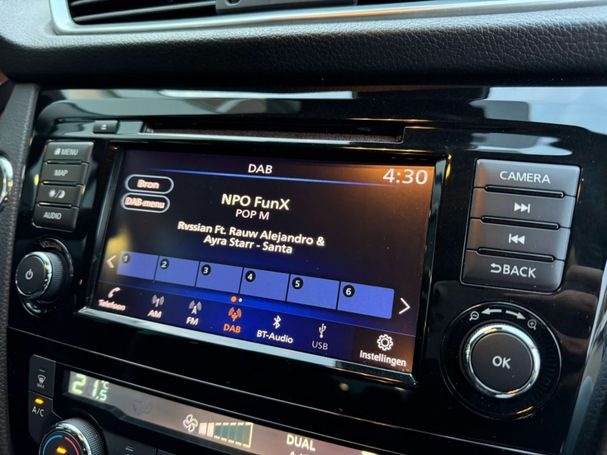 MENU
MAP
AUDIO
DAB
4:30
Bron
DAB-menu
NPO FunX
POP M
Rvssian Ft. Rauw Alejandro &
Ayra Starr - Santa
1 2 3 4 5 6
Telefoon
AM
FM
DAB
BT-Audio
USB
Instellingen
CAMERA
BACK
OK
A/C
21.5
DUAL